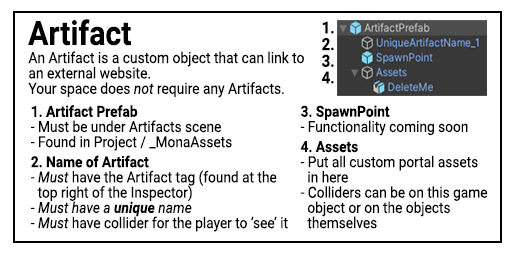 Artifact
An Artifact is a custom object that can link to
an external website.
Your space does not require any Artifacts.
1. ArtifactPrefab
2. UniqueArtifactName_1
3. SpawnPoint
4. Assets
DeleteMe
1. Artifact Prefab
- Must be under Artifacts scene
- Found in Project / _MonaAssets
2. Name of Artifact
- Must have the Artifact tag (found at the
top right of the Inspector)
- Must have a unique name
- Must have collider for the player to ‘see’ it
3. SpawnPoint
- Functionality coming soon
4. Assets
- Put all custom portal assets
in here
- Colliders can be on this game
object or on the objects
themselves